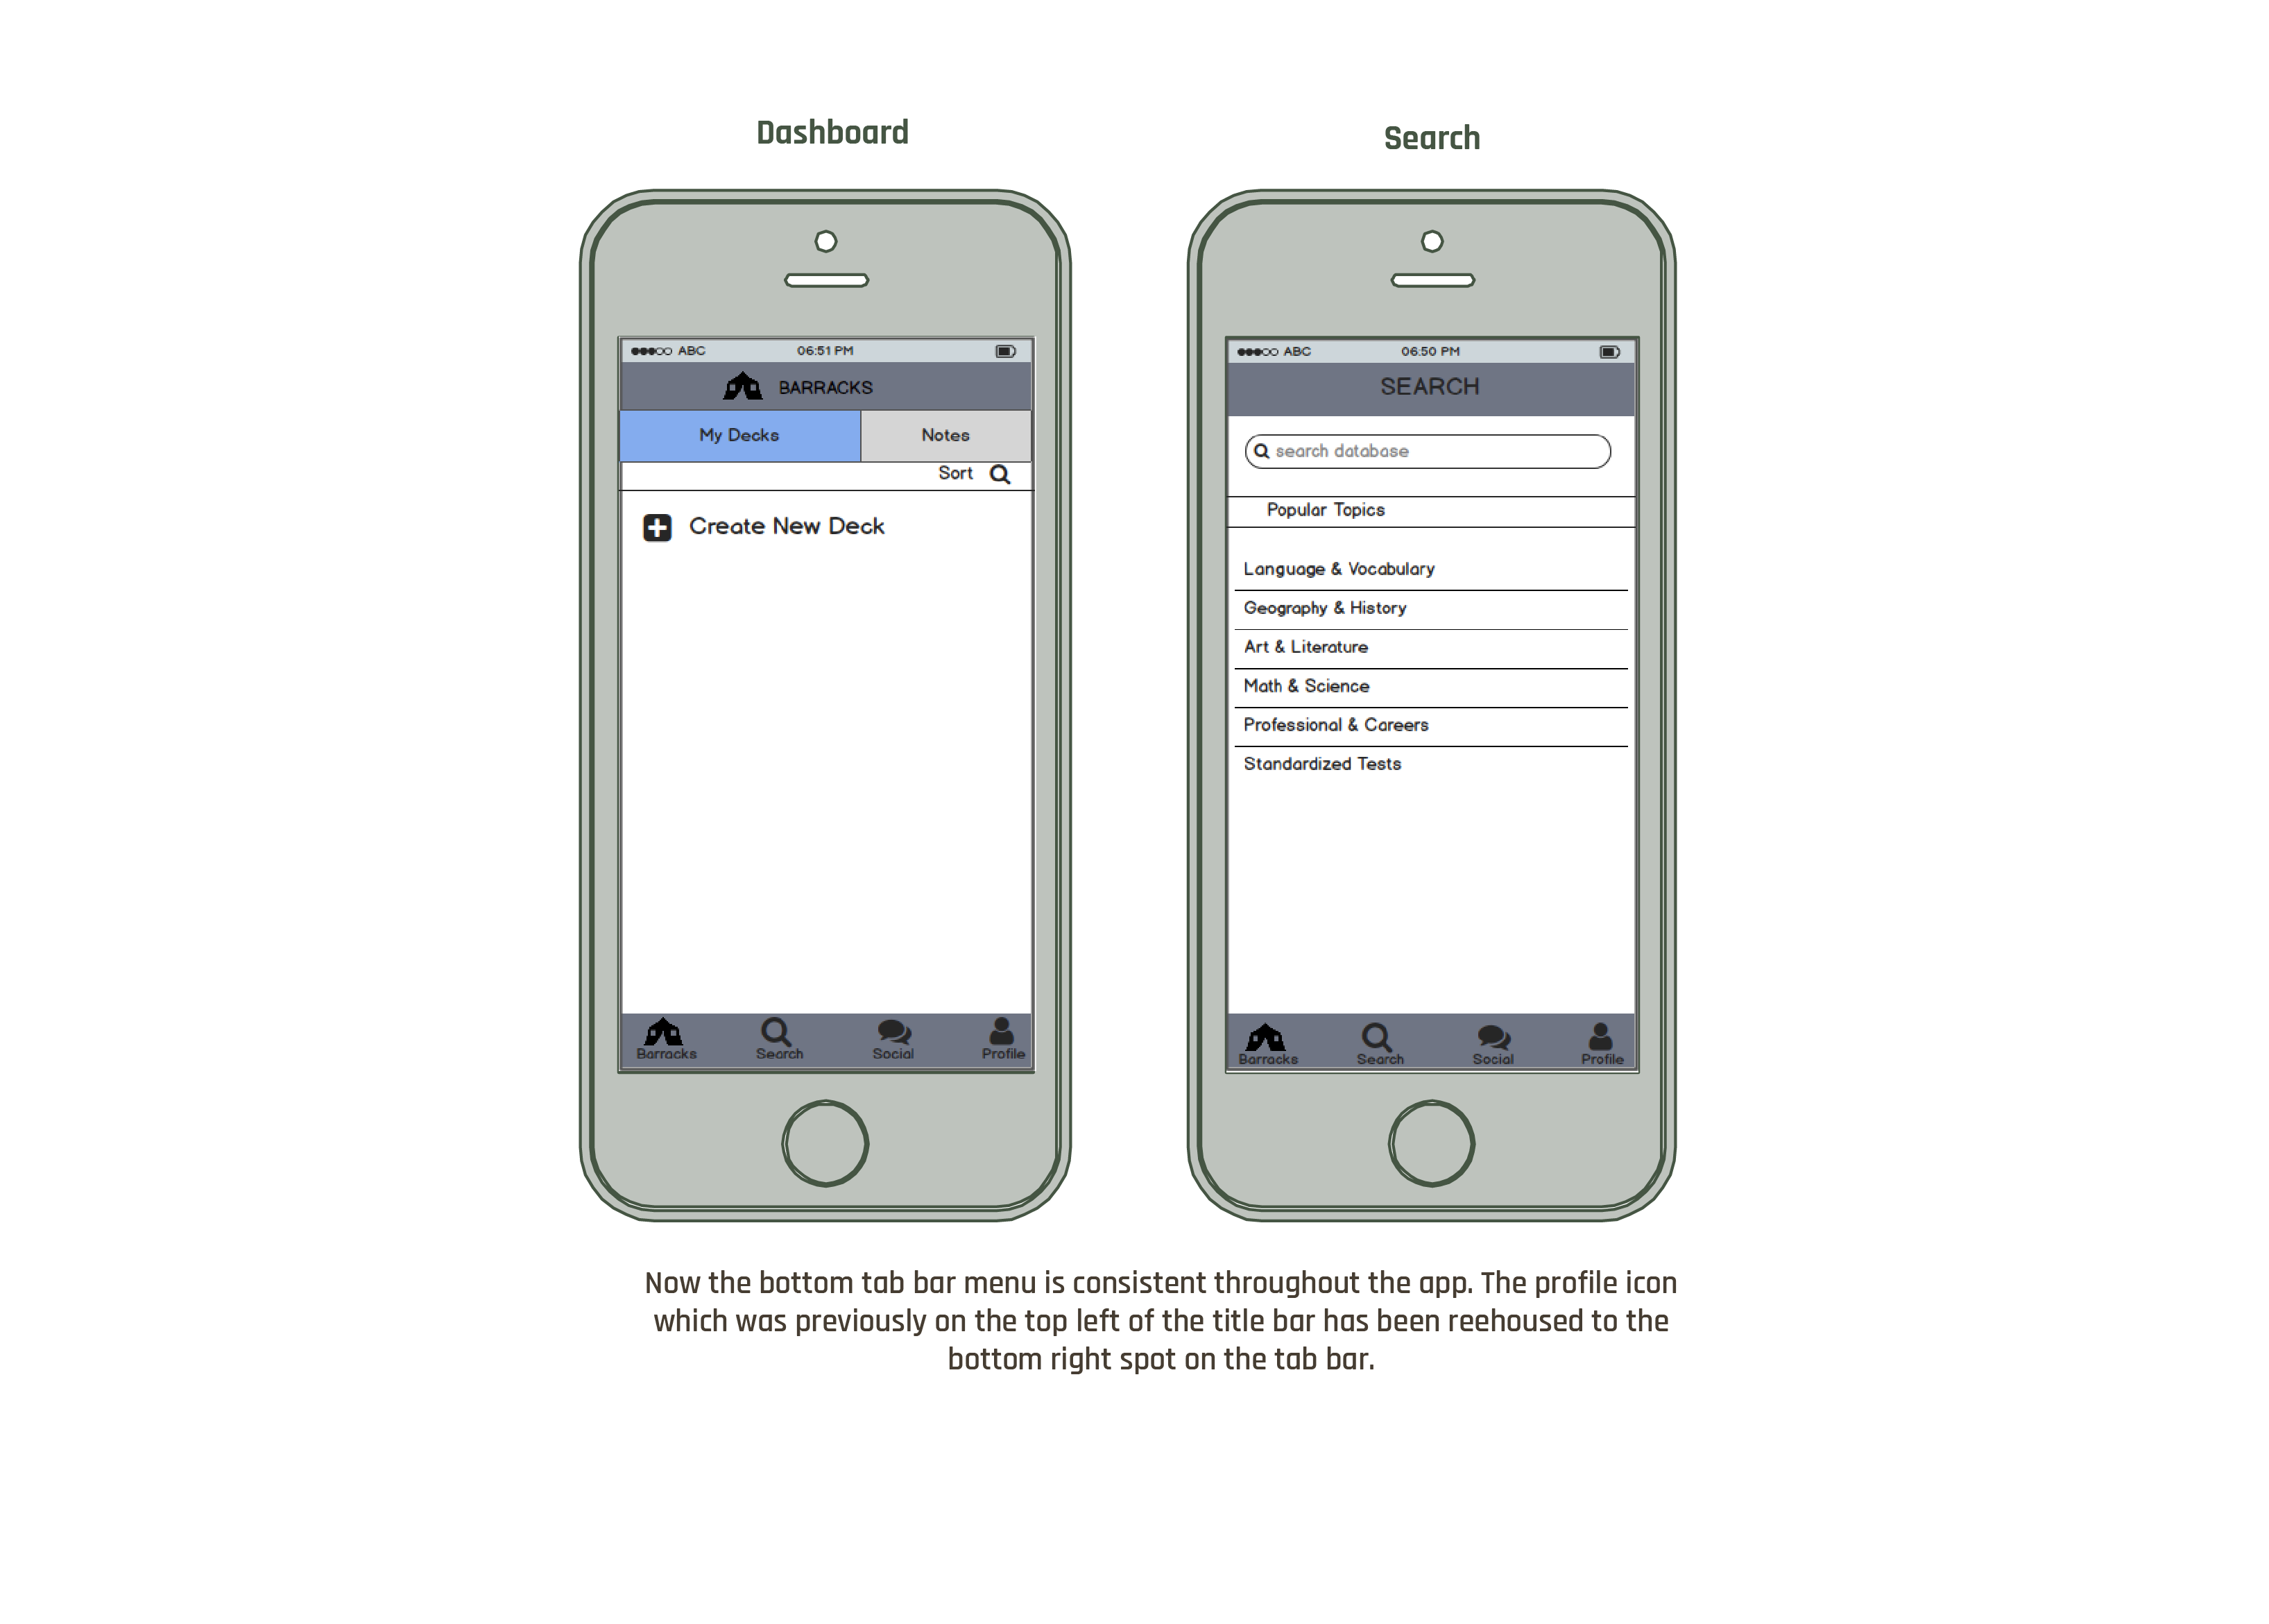 Dashboard
Search
ABC 06:51 PM
BARRACKS
My Decks Notes
Sort
Create New Deck
Barracks Search Social Profile
ABC 06:50 PM
SEARCH
search database
Popular Topics
Language & Vocabulary
Geography & History
Art & Literature
Math & Science
Professional & Careers
Standardized Tests
Barracks Search Social Profile
Now the bottom tab bar menu is consistent throughout the app. The profile icon
which was previously on the top left of the title bar has been reehoused to the
bottom right spot on the tab bar.